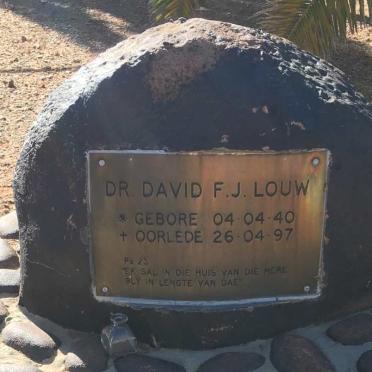 DR. DAVID F.J. LOUW
* GEBORE 04-04-40
✝ OORLEDE 26-04-97
Ps 23
"EK SAL IN DIE HUIS VAN DIE HERE
BLY IN LENGTE VAN DAE"